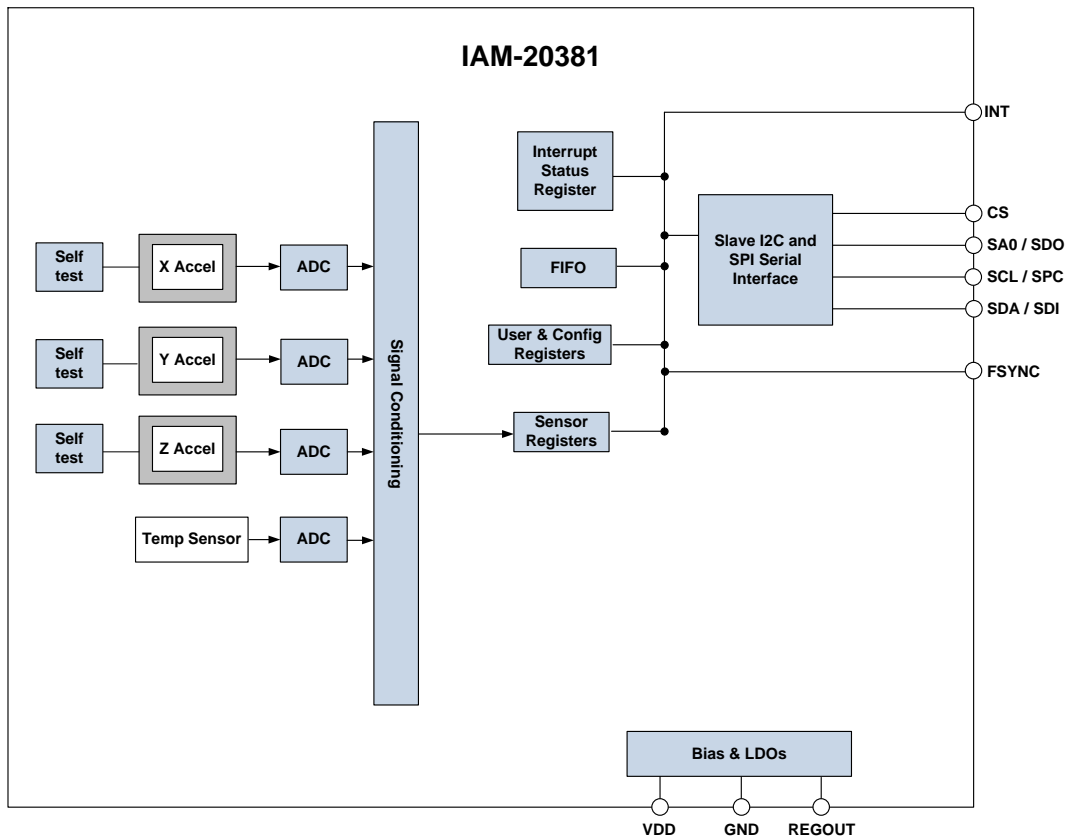 IAM-20381
INT
Interrupt
Status
Register
CS
Slave I2C and
SPI Serial
Interface
SA0 / SDO
Self
test
X Accel
ADC
FIFO
SCL / SPC
SDA / SDI
User & Config
Registers
Self
test
Y Accel
ADC
FSYNC
Signal Conditioning
Sensor
Registers
Self
test
Z Accel
ADC
Temp Sensor
ADC
Bias & LDOs
VDD
GND
REGOUT